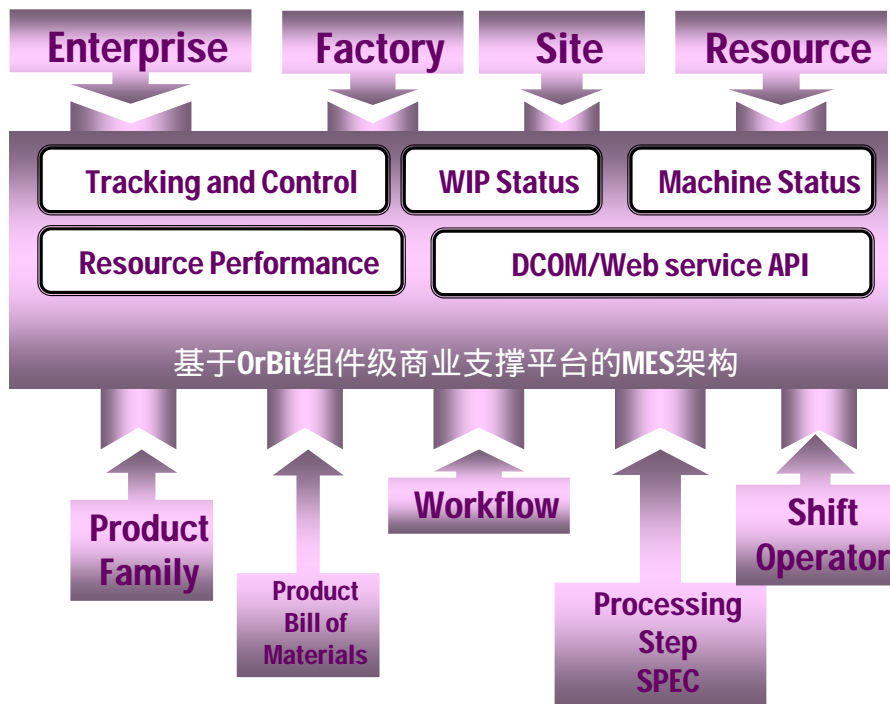 Enterprise
Factory
Site
Resource
Tracking and Control
WIP Status
Machine Status
Resource Performance
DCOM/Web service API
基于OrBit组件级商业支撑平台的MES架构
Product
Family
Product
Bill of
Materials
Workflow
Processing
Step
SPEC
Shift
Operator